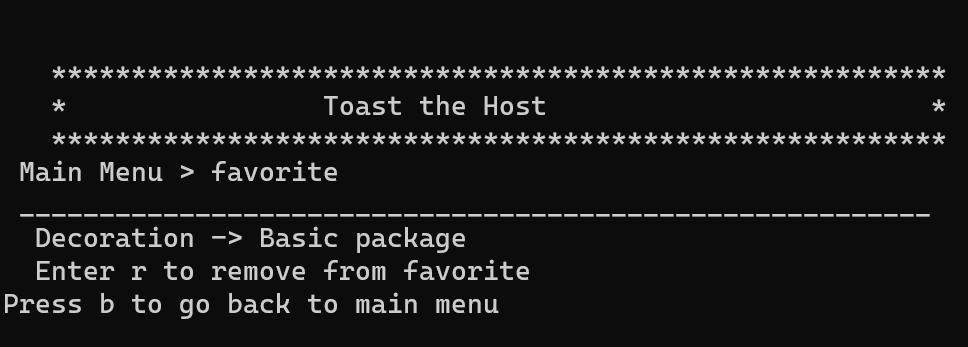 ********************************************************
* Toast the Host *
********************************************************
Main Menu > favorite
_________________________________________________________
Decoration -> Basic package
Enter r to remove from favorite
Press b to go back to main menu